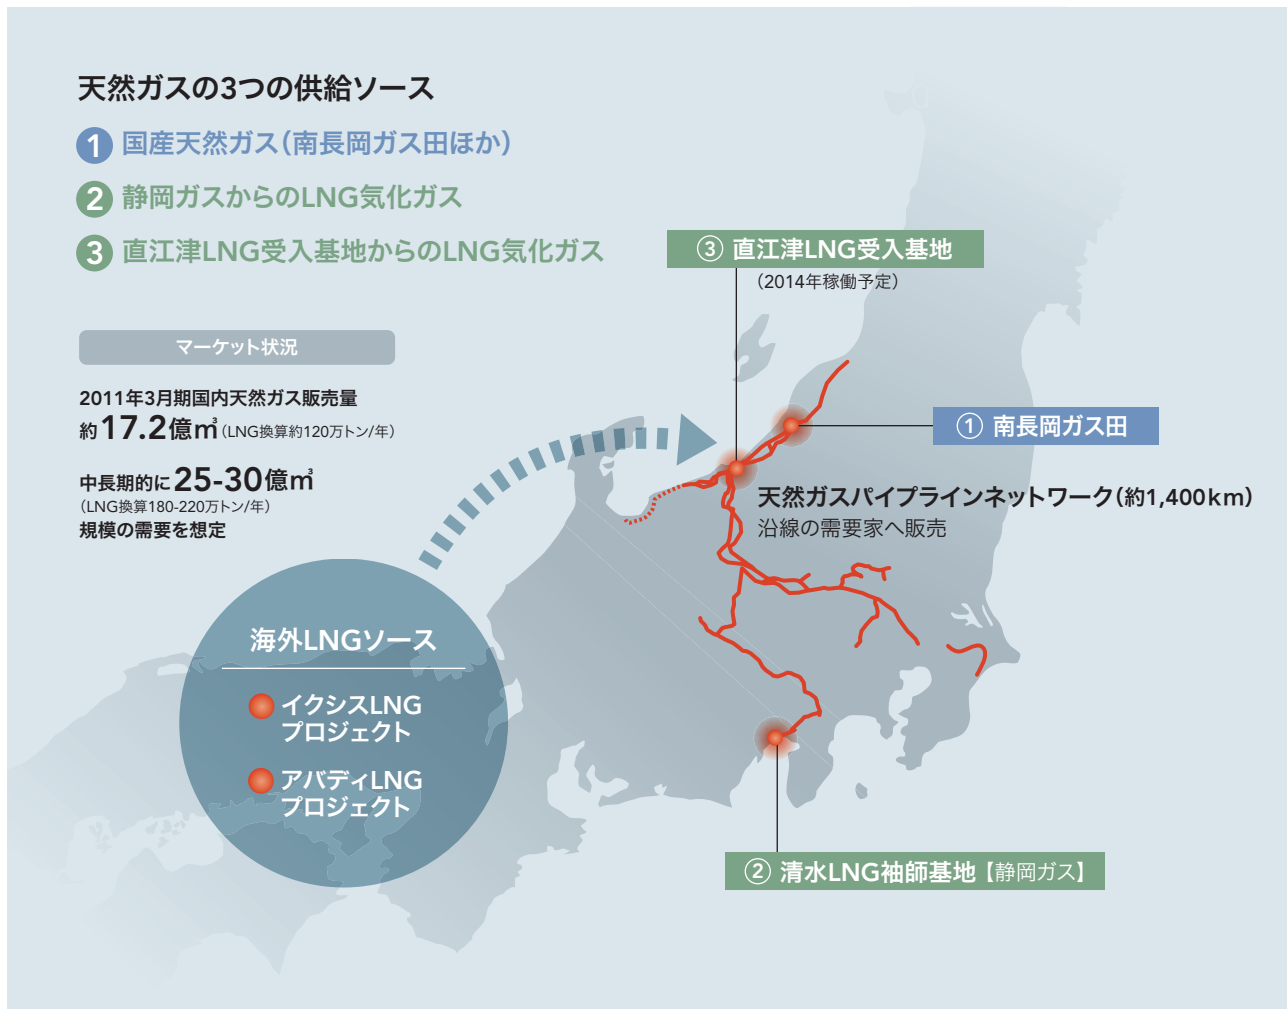 天然ガスの3つの供給ソース
1 国産天然ガス(南長岡ガス田ほか)
2 静岡ガスからのLNG気化ガス
3 直江津LNG受入基地からのLNG気化ガス
③ 直江津LNG受入基地
(2014年稼働予定)
マーケット状況
2011年3月期国内天然ガス販売量
約17.2億㎥(LNG換算約120万トン/年)
① 南長岡ガス田
中長期的に25-30億㎥
(LNG換算180-220万トン/年)
規模の需要を想定
天然ガスパイプラインネットワーク(約1,400km)
沿線の需要家へ販売
海外LNGソース
イクシスLNG
プロジェクト
アバディLNG
プロジェクト
② 清水LNG袖師基地【静岡ガス】